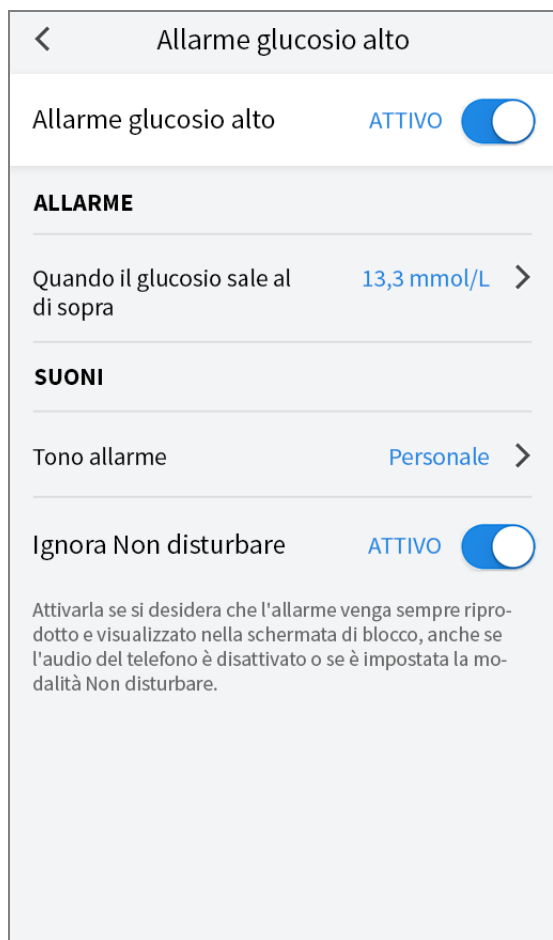 Allarme glucosio alto
Allarme glucosio alto ATTIVO
ALLARME
Quando il glucosio sale al 13,3 mmol/L
di sopra
SUONI
Tono allarme Personale
Ignora Non disturbare ATTIVO
Attivarla se si desidera che l'allarme venga sempre ripro-
dotto e visualizzato nella schermata di blocco, anche se
l'audio del telefono è disattivato o se è impostata la mo-
dalità Non disturbare.